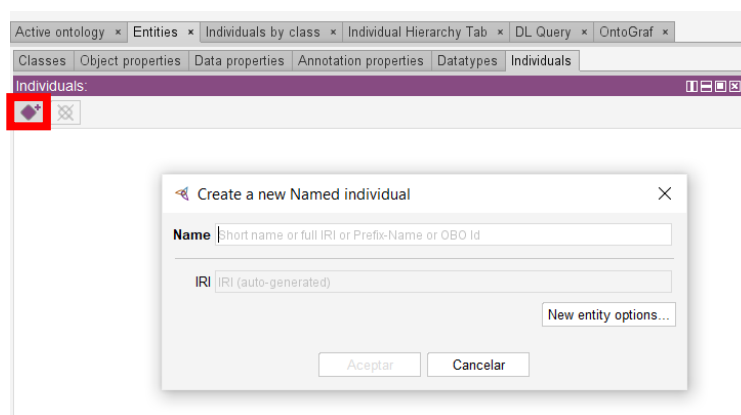 Active ontology × Entities × Individuals by class × Individual Hierarchy Tab × DL Query × OntoGraf ×
Classes Object properties Data properties Annotation properties Datatypes Individuals
Individuals:
Create a new Named individual
Name Short name or full IRI or Prefix-Name or OBO Id
IRI IRI (auto-generated)
New entity options...
Aceptar Cancelar